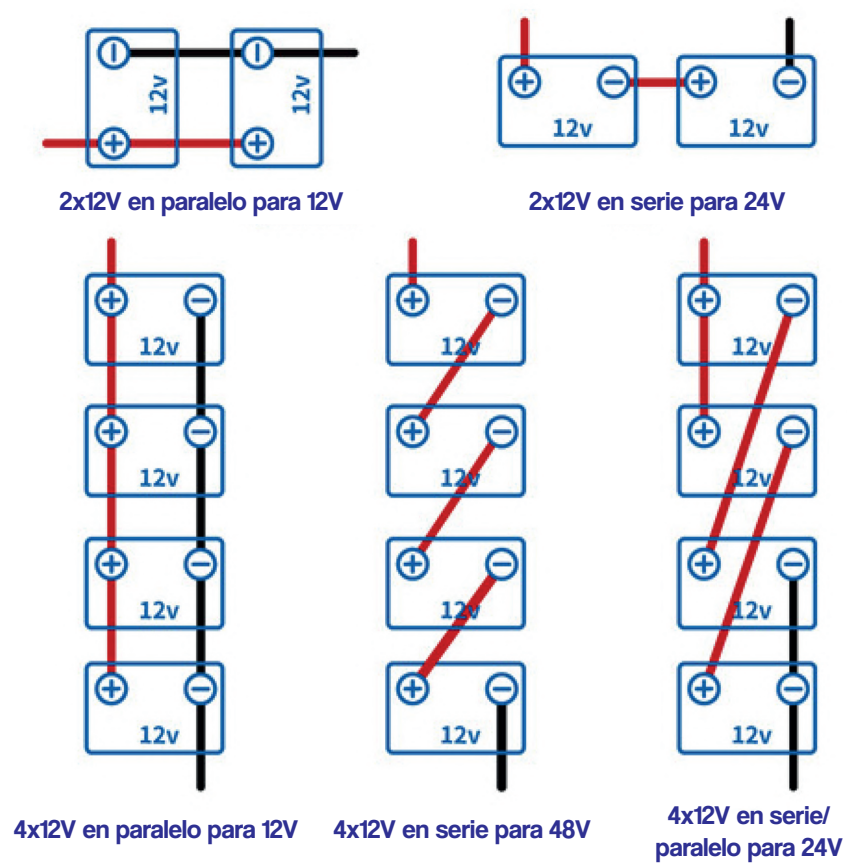 12v
12v
2x12V en paralelo para 12V
12v
12v
2x12V en serie para 24V
12v
12v
12v
12v
4x12V en paralelo para 12V
12v
12v
12v
12v
4x12V en serie para 48V
12v
12v
12v
12v
4x12V en serie/
paralelo para 24V